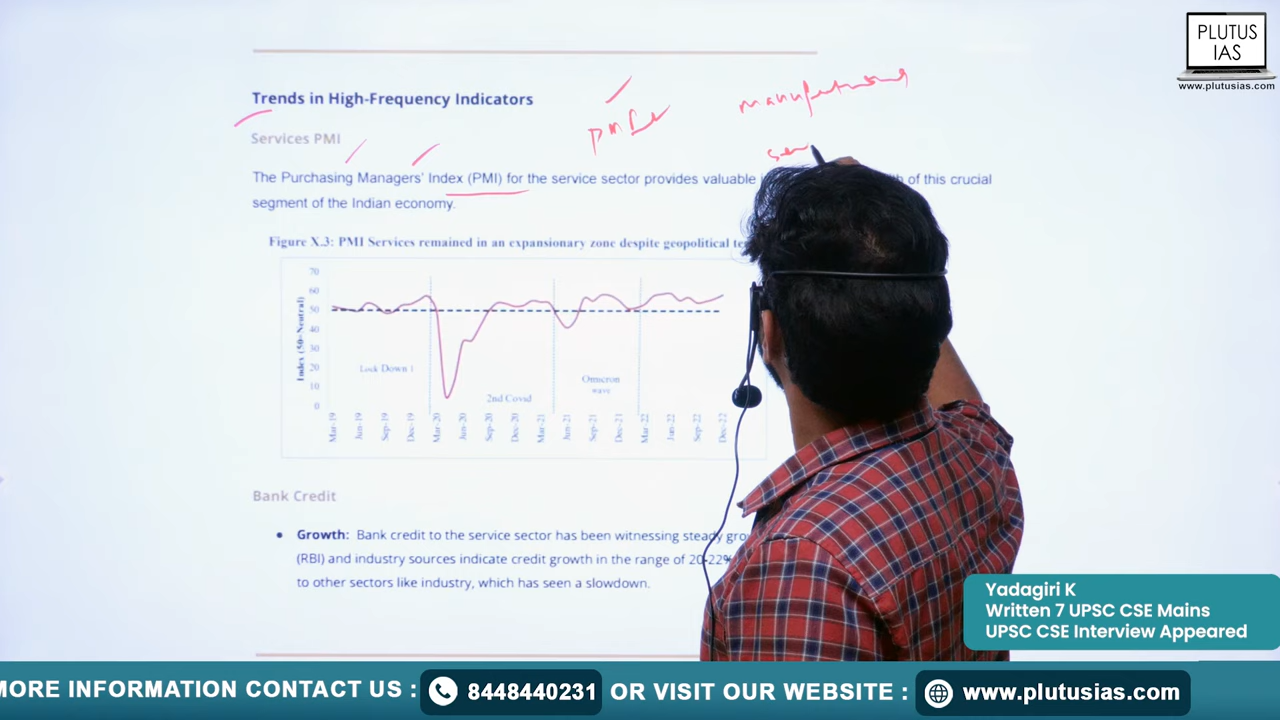 PLUTUS
IAS
www.plutusias.com
Trends in High-Frequency Indicators
manufacturing
PMI
Services PMI
The Purchasing Managers' Index (PMI) for the service sector provides valuable of this crucial
segment of the Indian economy.
Figure X.3: PMI Services remained in an expansionary zone despite geopolitical
Index (50=Neutral)
70
60
50
40
30
20
10
0
Lock Down 1
2nd Covid
Omicron
wave
Mar-19
Jun-19
Sep-19
Dec-19
Mar-20
Jun-20
Sep-20
Dec-20
Mar-21
Jun-21
Sep-21
Dec-21
Mar-22
Jun-22
Sep-22
Dec-22
Bank Credit
• Growth: Bank credit to the service sector has been witnessing steady
(RBI) and industry sources indicate credit growth in the range of 20-22%
to other sectors like industry, which has seen a slowdown.
Yadagiri K
Written 7 UPSC CSE Mains
UPSC CSE Interview Appeared
MORE INFORMATION CONTACT US : 8448440231 OR VISIT OUR WEBSITE : www.plutusias.com